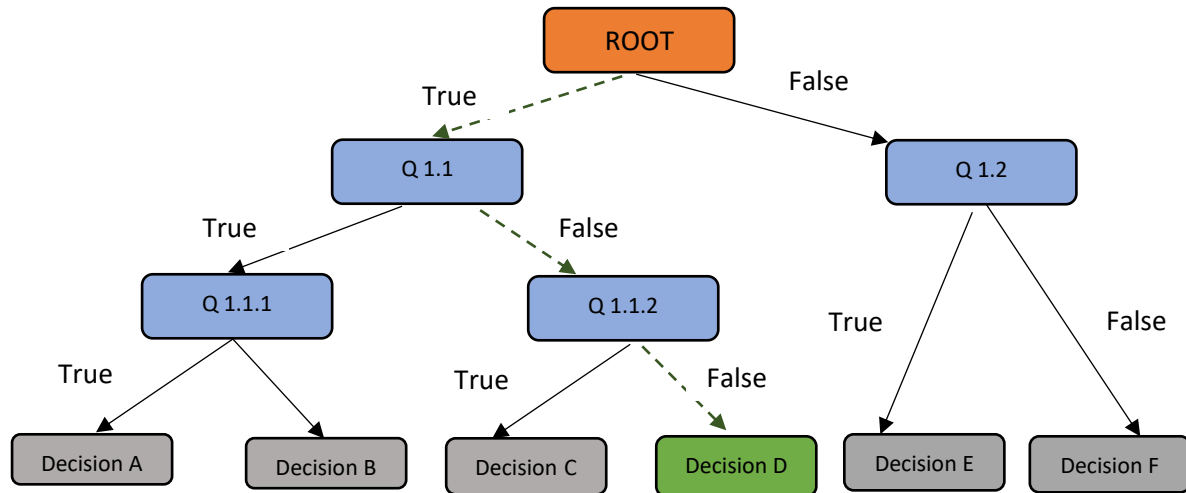 ROOT
True
False
Q 1.1
Q 1.2
True
False
Q 1.1.1
Q 1.1.2
True
False
True
True
False
Decision A
Decision B
Decision C
Decision D
Decision E
Decision F